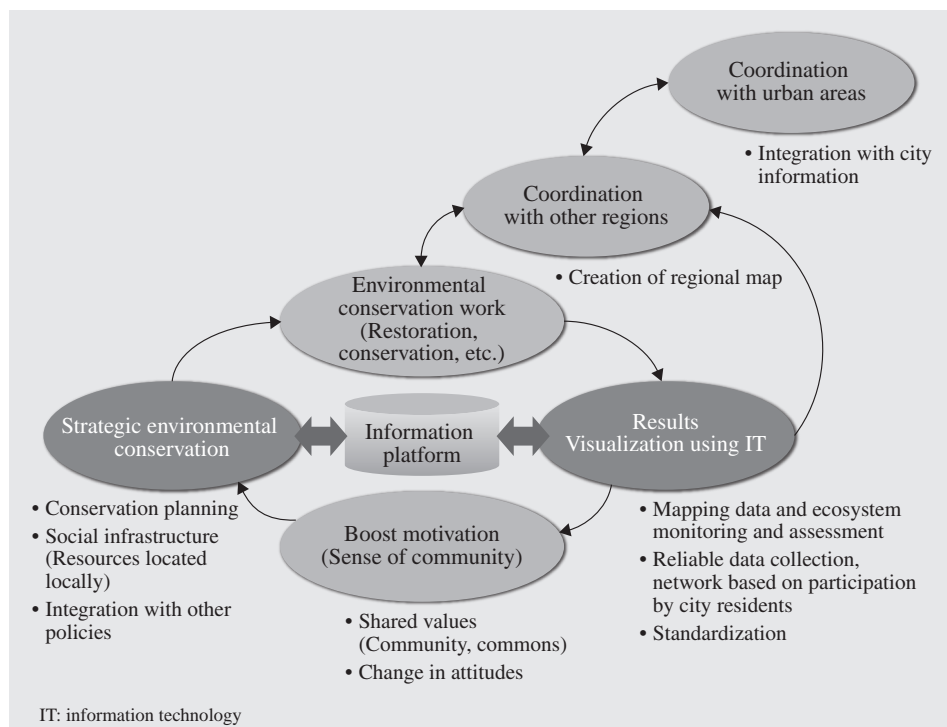 Coordination
with urban areas
• Integration with city
information
Coordination
with other regions
• Creation of regional map
Environmental
conservation work
(Restoration,
conservation, etc.)
Strategic environmental
conservation
Information
platform
Results
Visualization using IT
• Conservation planning
• Social infrastructure
(Resources located
locally)
• Integration with other
policies
Boost motivation
(Sense of community)
• Shared values
(Community, commons)
• Change in attitudes
• Mapping data and ecosystem
monitoring and assessment
• Reliable data collection,
network based on participation
by city residents
• Standardization
IT: information technology